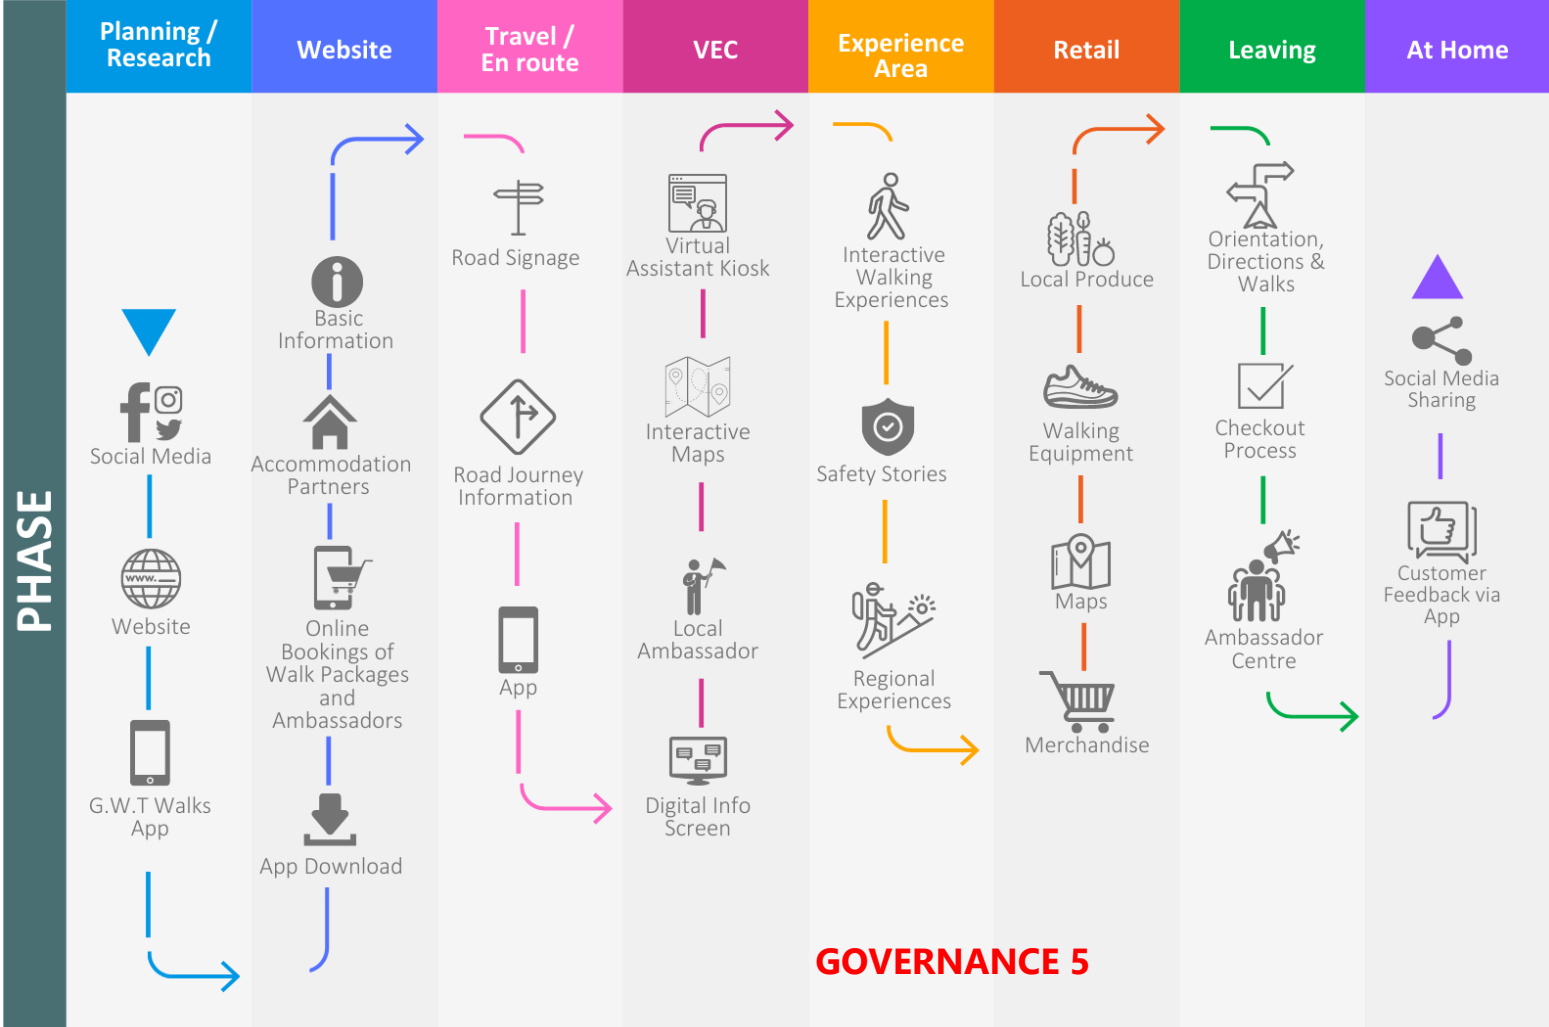 PHASE
Planning /
Research
Website
Travel /
En route
VEC
Experience
Area
Retail
Leaving
At Home
Social Media
www.
Website
G.W.T Walks
App
Basic
Information
Accommodation
Partners
Online
Bookings of
Walk Packages
and
Ambassadors
App Download
Road Signage
Road Journey
Information
App
Virtual
Assistant Kiosk
Interactive
Maps
Local
Ambassador
Digital Info
Screen
Interactive
Walking
Experiences
Safety Stories
Regional
Experiences
Local Produce
Walking
Equipment
Maps
Merchandise
Orientation,
Directions &
Walks
Checkout
Process
Ambassador
Centre
Social Media
Sharing
Customer
Feedback via
App
GOVERNANCE 5